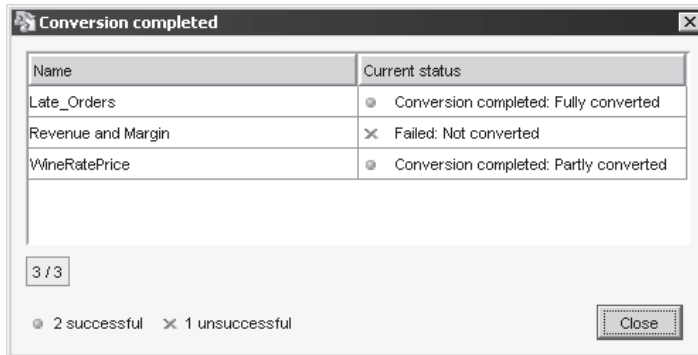 Conversion completed
Name Current status
Late_Orders Conversion completed: Fully converted
Revenue and Margin Failed: Not converted
WineRatePrice Conversion completed: Partly converted
3 / 3
2 successful 1 unsuccessful Close